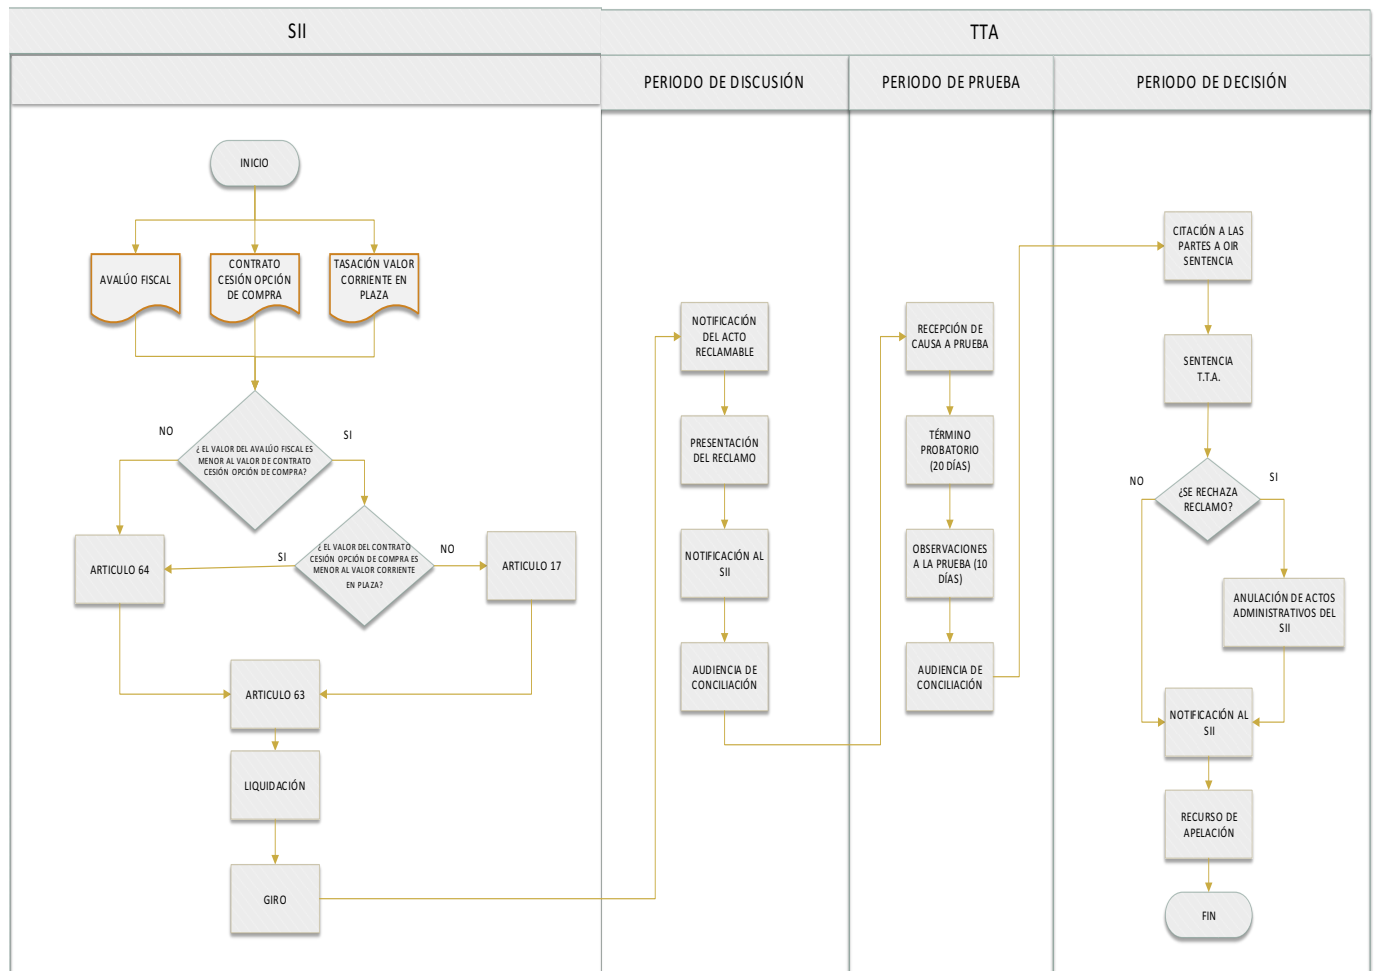 SII
TTA
PERIODO DE DISCUSIÓN
PERIODO DE PRUEBA
PERIODO DE DECISIÓN
INICIO
AVALÚO FISCAL
CONTRATO
CESIÓN OPCIÓN
DE COMPRA
TASACIÓN VALOR
CORRIENTE EN
PLAZA
NO
SI
¿ EL VALOR DEL AVALÚO FISCAL ES
MENOR AL VALOR DE CONTRATO
CESIÓN OPCIÓN DE COMPRA?
SI
¿ EL VALOR DEL CONTRATO
CESIÓN OPCIÓN DE COMPRA ES
MENOR AL VALOR CORRIENTE
EN PLAZA?
NO
ARTICULO 64
ARTICULO 17
ARTICULO 63
LIQUIDACIÓN
GIRO
NOTIFICACIÓN
DEL ACTO
RECLAMABLE
PRESENTACIÓN
DEL RECLAMO
NOTIFICACIÓN AL
SII
AUDIENCIA DE
CONCILIACIÓN
RECEPCIÓN DE
CAUSA A PRUEBA
TÉRMINO
PROBATORIO
(20 DÍAS)
OBSERVACIONES
A LA PRUEBA (10
DÍAS)
AUDIENCIA DE
CONCILIACIÓN
CITACIÓN A LAS
PARTES A OIR
SENTENCIA
SENTENCIA
T.T.A.
NO
¿SE RECHAZA
RECLAMO?
SI
ANULACIÓN DE ACTOS
ADMINISTRATIVOS DEL
SII
NOTIFICACIÓN AL
SII
RECURSO DE
APELACIÓN
FIN